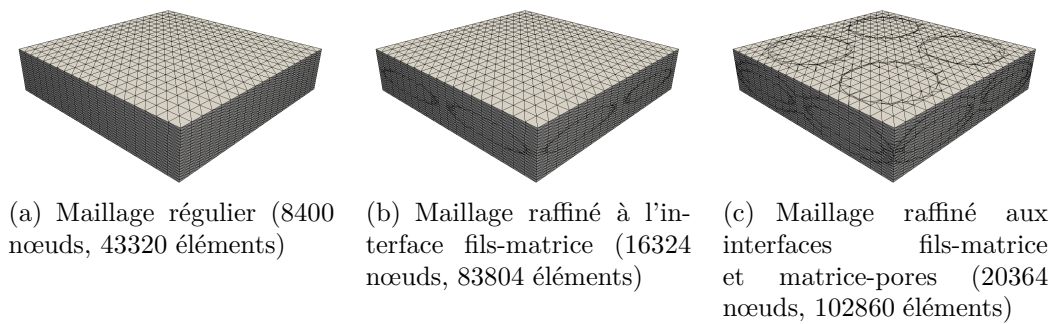 (a) Maillage régulier (8400
nœuds, 43320 éléments)
(b) Maillage raffiné à l'in-
terface fils-matrice (16324
nœuds, 83804 éléments)
(c) Maillage raffiné aux
interfaces fils-matrice
et matrice-pores (20364
nœuds, 102860 éléments)